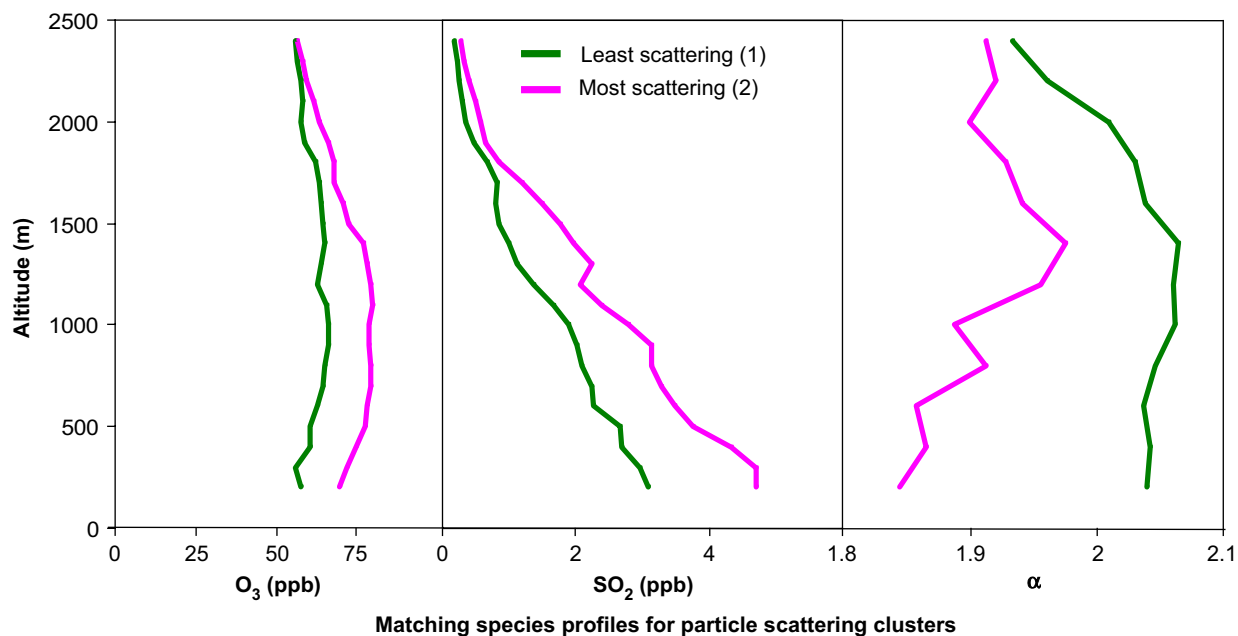 2500
2000
1500
1000
500
0
Altitude (m)
Least scattering (1)
Most scattering (2)
0 25 50 75 0 2 4 1.8 1.9 2 2.1
O3 (ppb) SO2 (ppb) α
Matching species profiles for particle scattering clusters